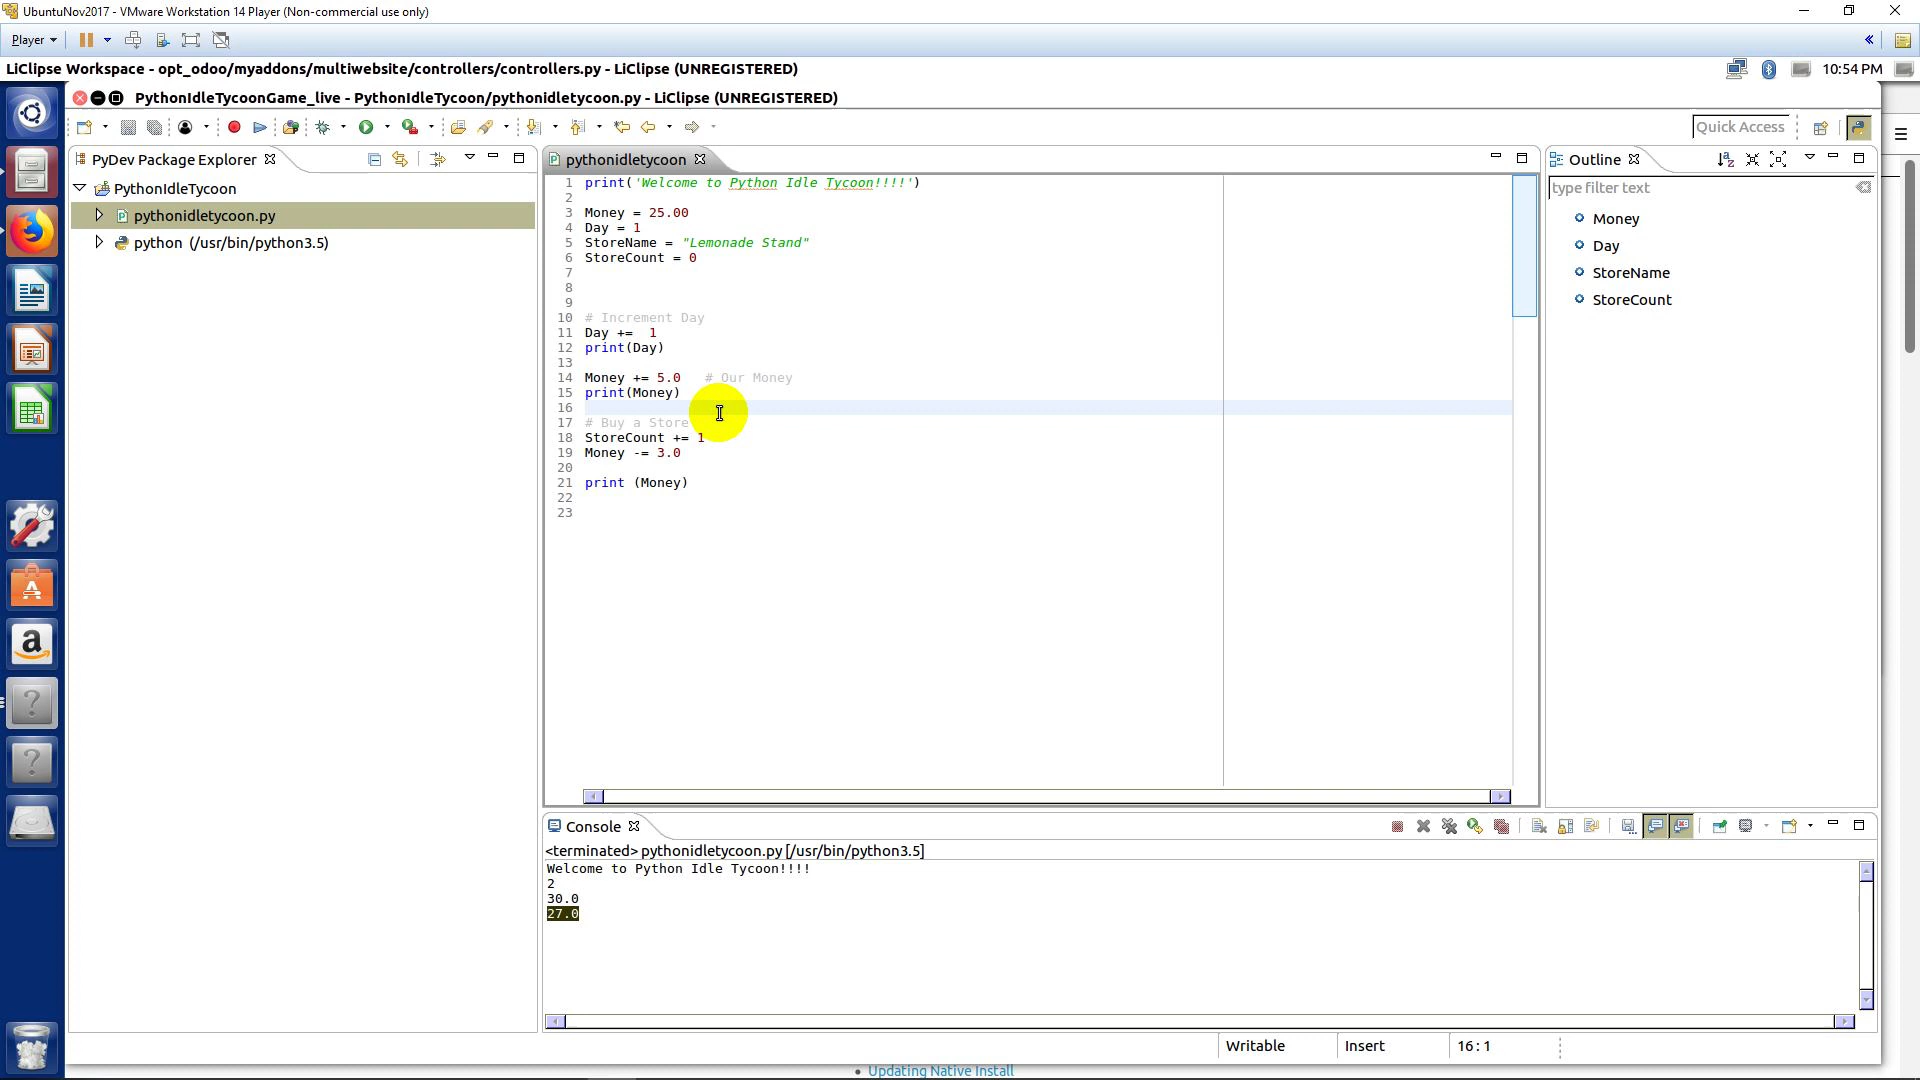 UbuntuNov2017 - VMware Workstation 14 Player (Non-commercial use only)
Player
LiClipse Workspace - opt_odoo/myaddons/multiwebsite/controllers/controllers.py - LiClipse (UNREGISTERED)
10:54 PM
PythonIdleTycoonGame_live - PythonIdleTycoon/pythonidletycoon.py - LiClipse (UNREGISTERED)
Quick Access
PyDev Package Explorer
PythonIdleTycoon
pythonidletycoon.py
python (/usr/bin/python3.5)
pythonidletycoon
1 print('Welcome to Python Idle Tycoon!!!!')
2
3 Money = 25.00
4 Day = 1
5 StoreName = "Lemonade Stand"
6 StoreCount = 0
7
8
9
10 # Increment Day
11 Day += 1
12 print(Day)
13
14 Money += 5.0 # Our Money
15 print(Money)
16
17 # Buy a Store
18 StoreCount += 1
19 Money -= 3.0
20
21 print (Money)
22
23
Outline
type filter text
Money
Day
StoreName
StoreCount
Console
<terminated> pythonidletycoon.py [/usr/bin/python3.5]
Welcome to Python Idle Tycoon!!!!
2
30.0
27.0
Writable
Insert
16 : 1
Updating Native Install